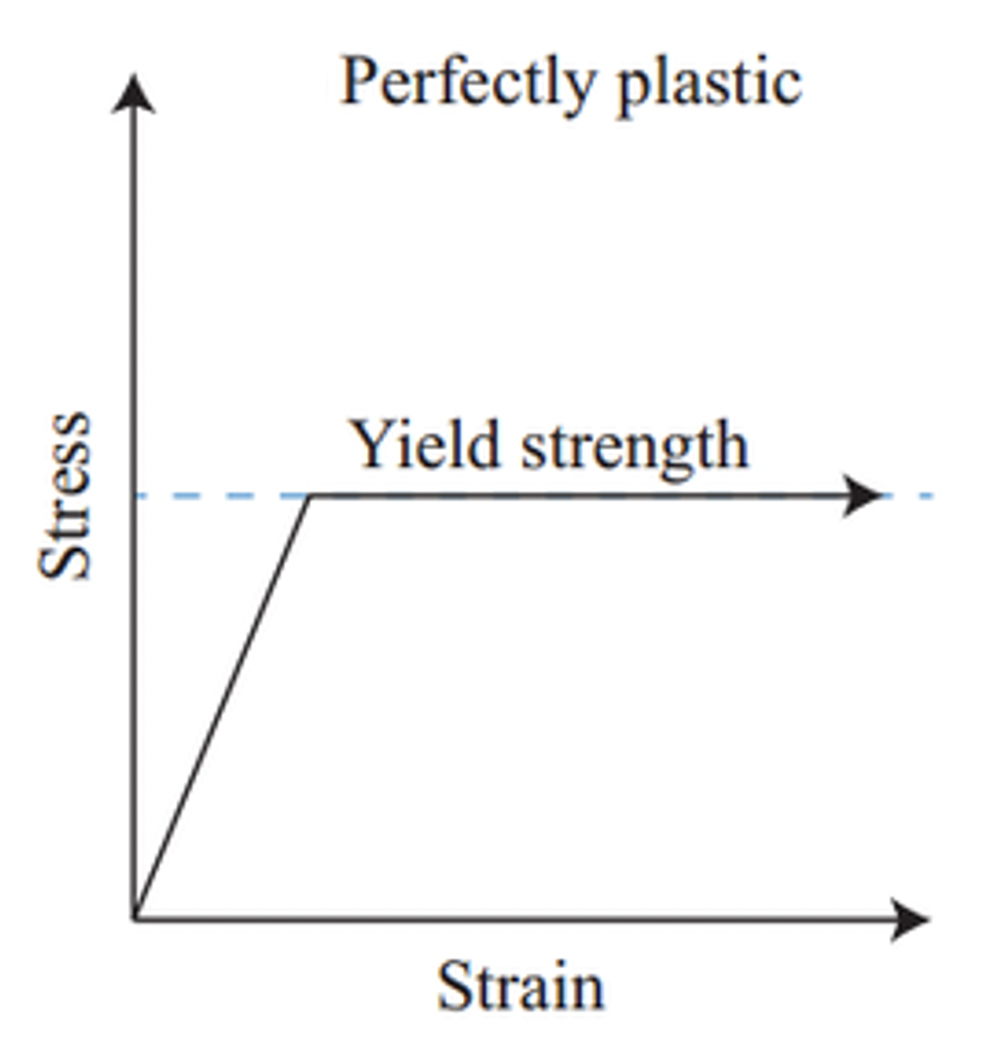 Perfectly plastic
Yield strength
Stress
Strain